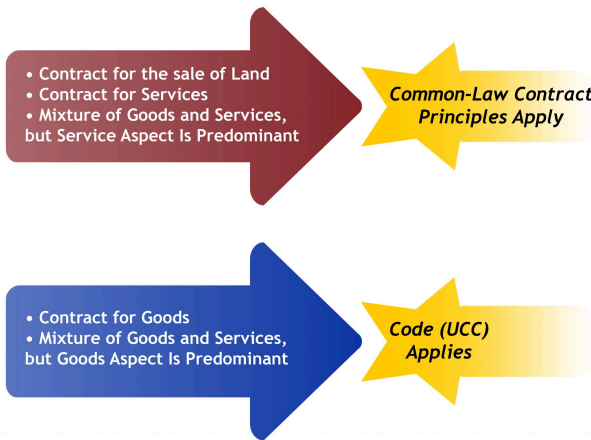 • Contract for the sale of Land
• Contract for Services
• Mixture of Goods and Services,
but Service Aspect Is Predominant
Common-Law Contract
Principles Apply
• Contract for Goods
• Mixture of Goods and Services,
but Goods Aspect Is Predominant
Code (UCC)
Applies